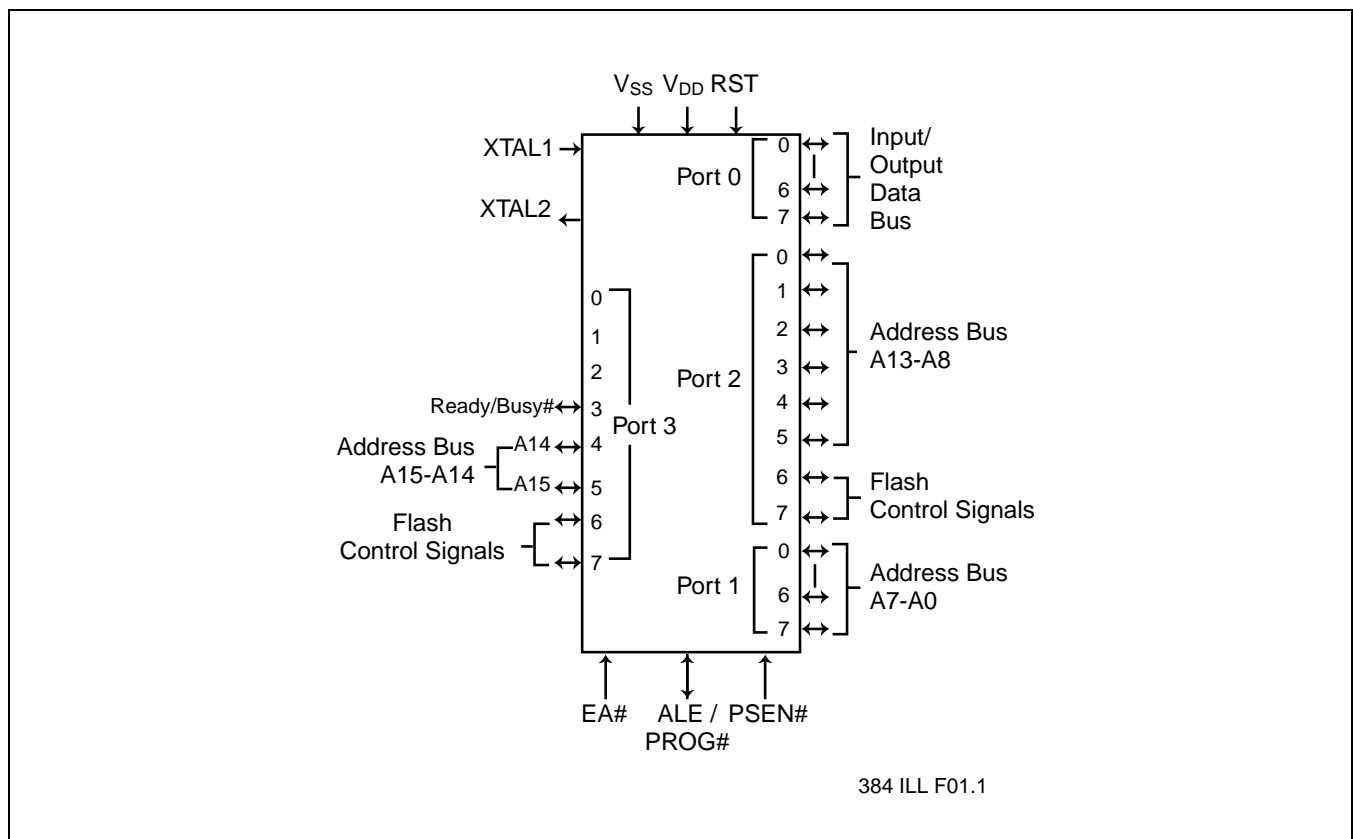 VSS VDD RST
XTAL1
XTAL2
Port 0
0
6
7
Input/
Output
Data
Bus
Port 2
0
1
2
3
4
5
6
7
Address Bus
A13-A8
Flash
Control Signals
Port 3
0
1
2
3
4
5
6
7
Ready/Busy#
Address Bus
A15-A14
A14
A15
Flash
Control Signals
Port 1
0
6
7
Address Bus
A7-A0
EA#
ALE /
PROG#
PSEN#
384 ILL F01.1